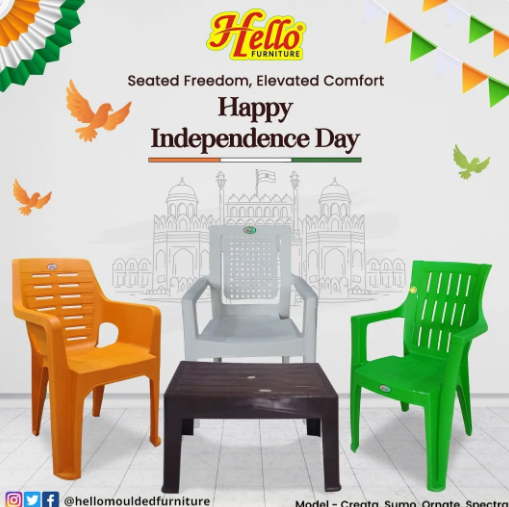 Hello
FURNITURE
Seated Freedom, Elevated Comfort
Happy
Independence Day
@hellomouldedfurniture
Model - Creata, Sumo, Ornate, Spectra